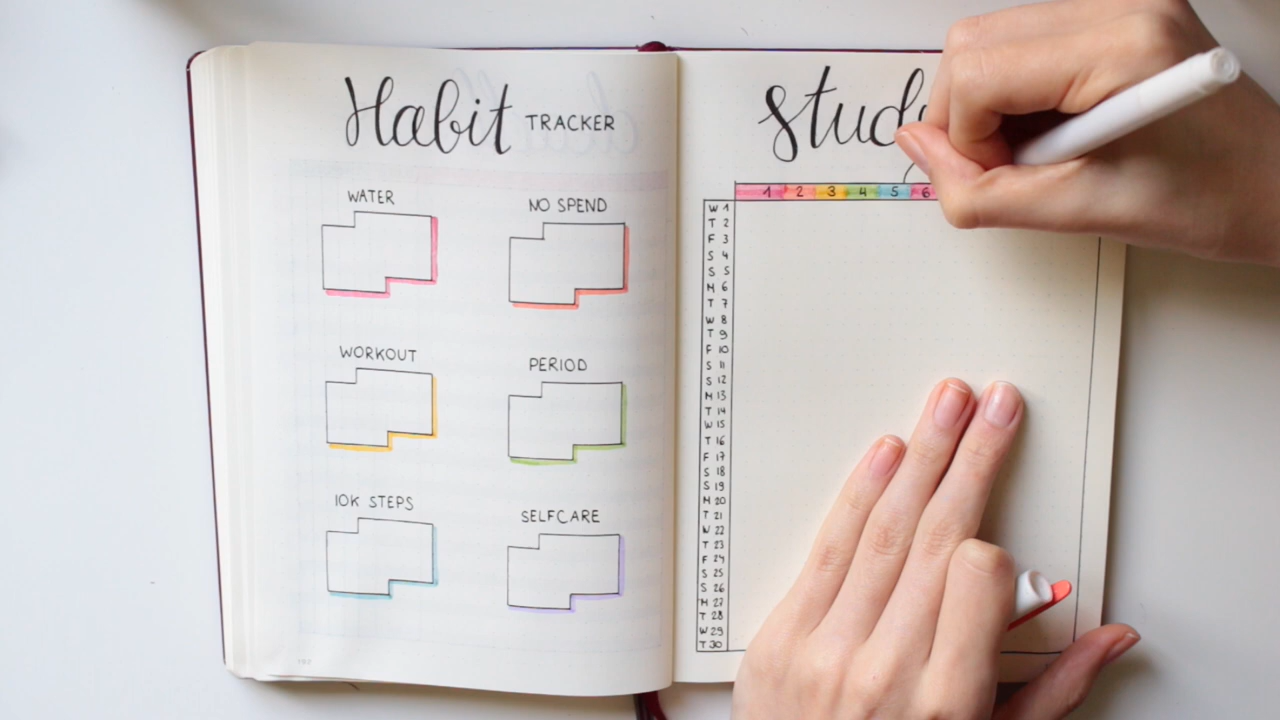 Habit TRACKER
WATER
NO SPEND
WORKOUT
PERIOD
10K STEPS
SELFCARE
study
1 2 3 4 5 6
W 1
T 2
F 3
S 4
S 5
M 6
T 7
W 8
T 9
F 10
S 11
S 12
M 13
T 14
W 15
T 16
F 17
S 18
S 19
M 20
T 21
W 22
T 23
F 24
S 25
S 26
M 27
T 28
W 29
T 30